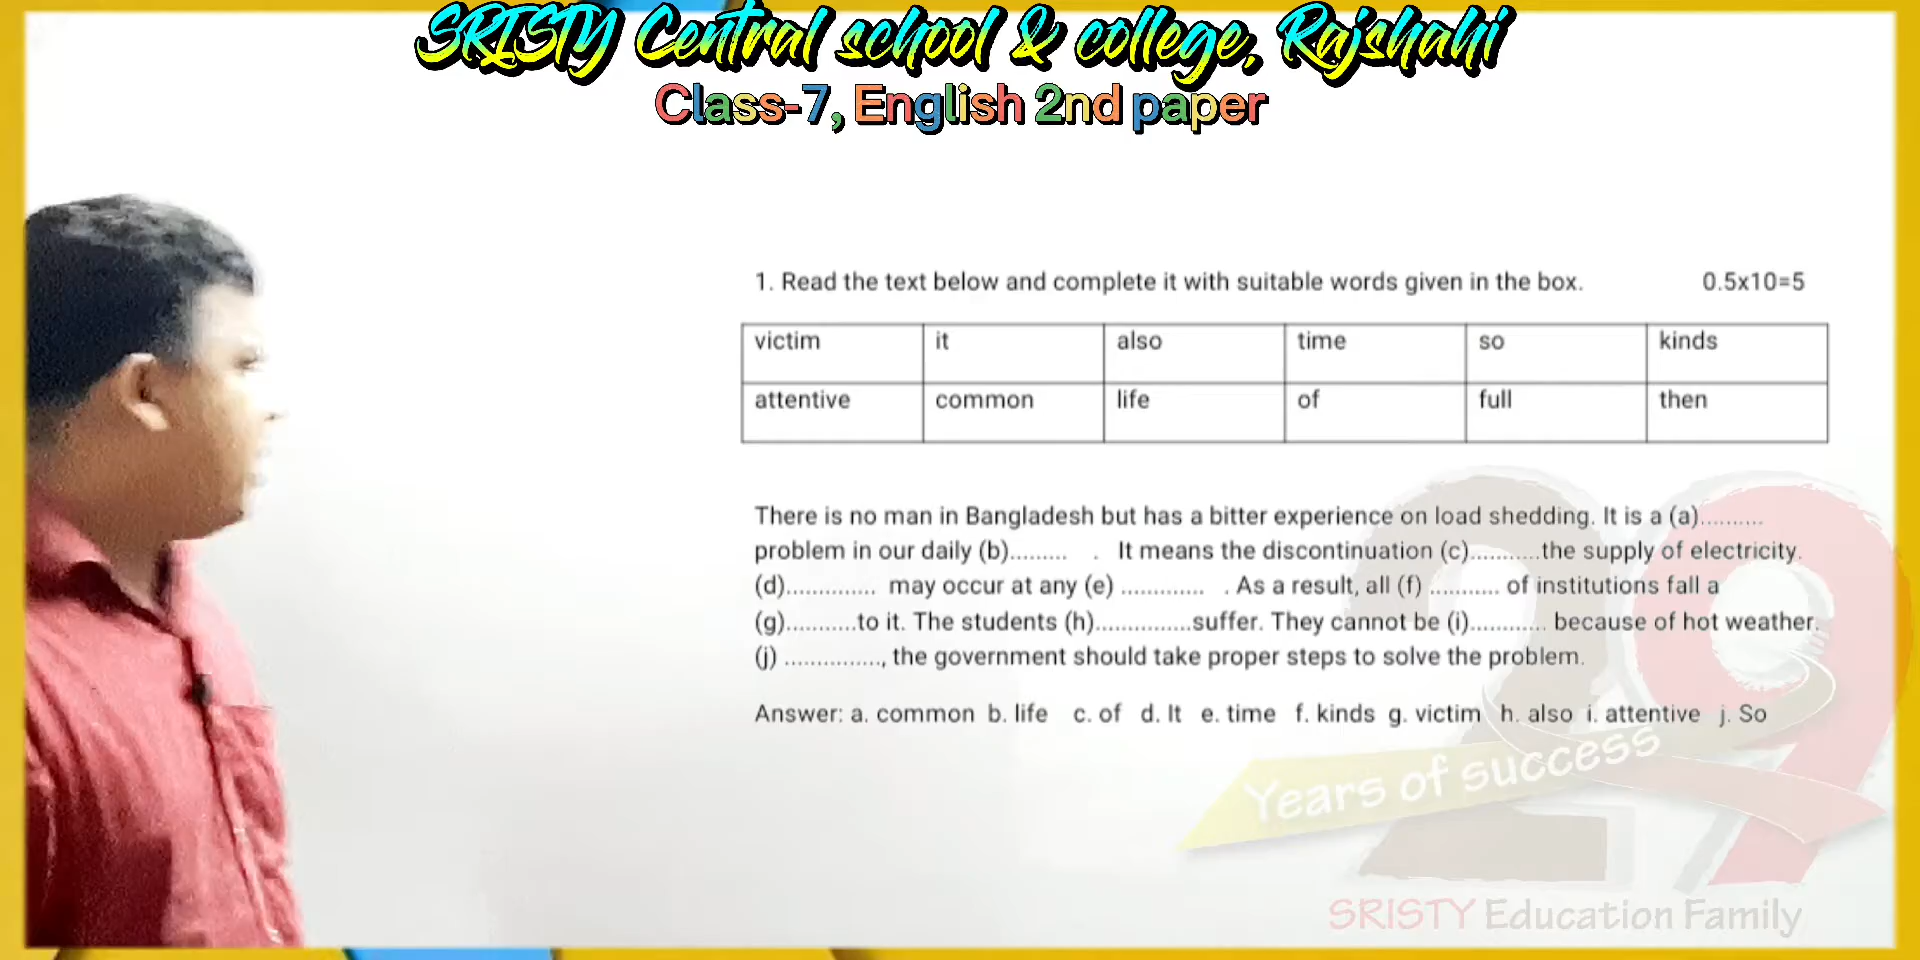 SRISTY Central school & college, Rajshahi
Class-7, English 2nd paper
1. Read the text below and complete it with suitable words given in the box. 0.5x10=5
victim it also time so kinds
attentive common life of full then
There is no man in Bangladesh but has a bitter experience on load shedding. It is a (a)..........
problem in our daily (b)......... . It means the discontinuation (c)...........the supply of electricity.
(d).............. may occur at any (e) ............. . As a result, all (f) ........... of institutions fall a
(g)...........to it. The students (h)...............suffer. They cannot be (i)............ because of hot weather.
(j) ..............., the government should take proper steps to solve the problem.
Answer: a. common b. life c. of d. It e. time f. kinds g. victim h. also i. attentive j. So
29
Years of success
SRISTY Education Family